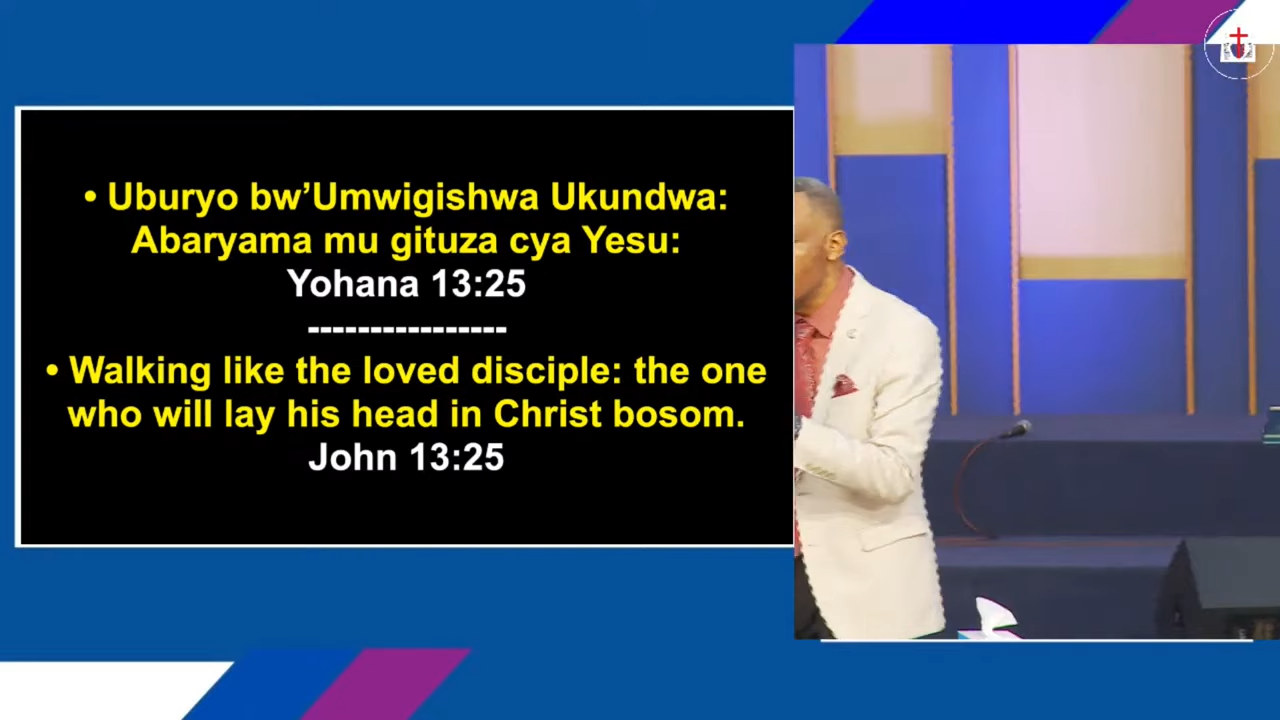 • Uburyo bw’Umwigishwa Ukundwa:
Abaryama mu gituza cya Yesu:
Yohana 13:25
----------------
• Walking like the loved disciple: the one
who will lay his head in Christ bosom.
John 13:25